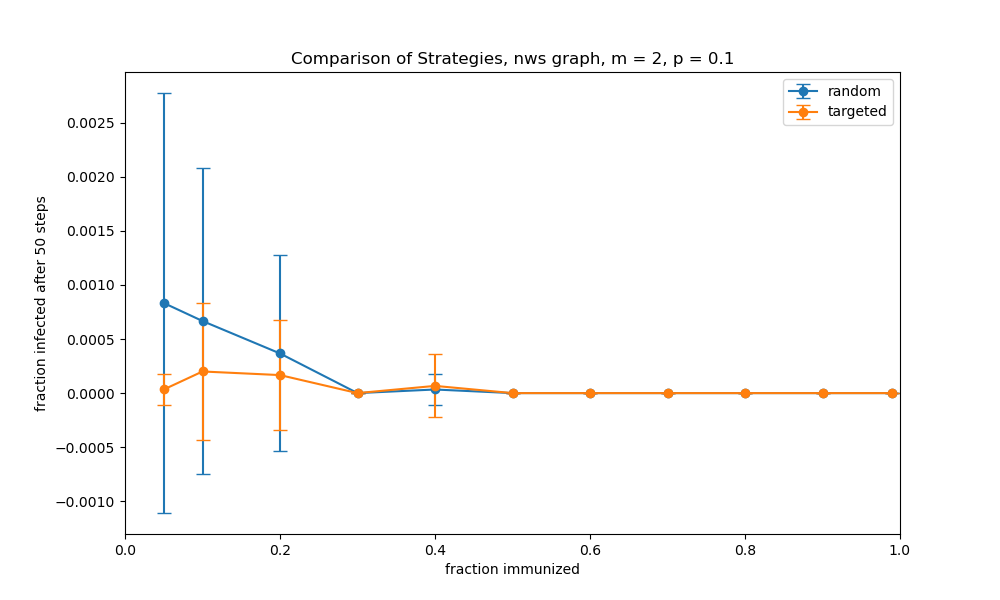 Comparison of Strategies, nws graph, m = 2, p = 0.1
random
targeted
fraction infected after 50 steps
0.0025
0.0020
0.0015
0.0010
0.0005
0.0000
−0.0005
−0.0010
0.0 0.2 0.4 0.6 0.8 1.0
fraction immunized